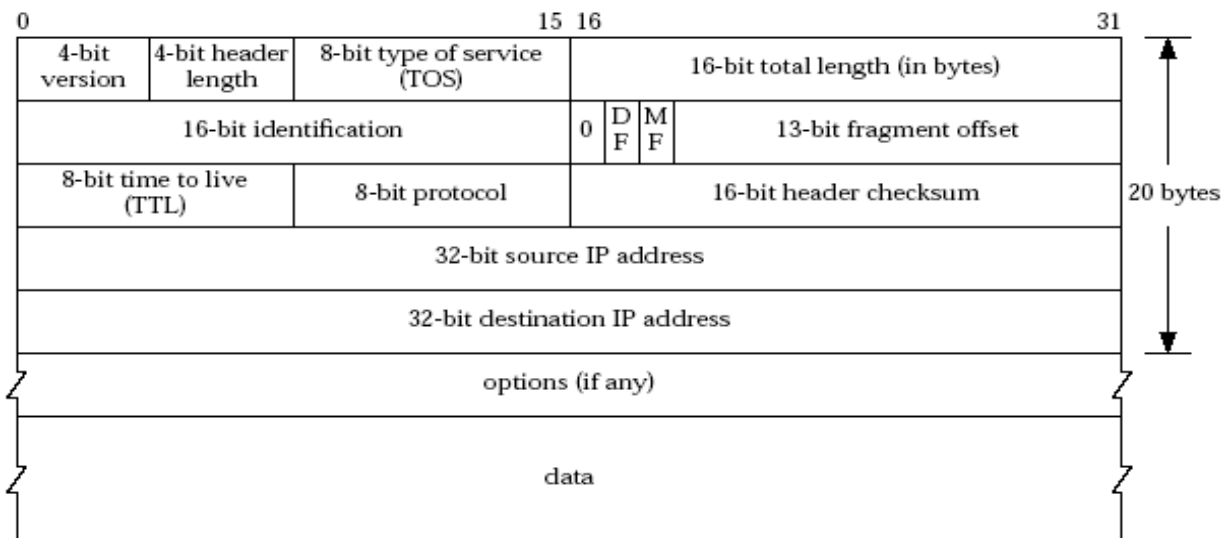 0 15 16 31
4-bit version
4-bit header length
8-bit type of service (TOS)
16-bit total length (in bytes)
16-bit identification
0
DF
MF
13-bit fragment offset
8-bit time to live (TTL)
8-bit protocol
16-bit header checksum
20 bytes
32-bit source IP address
32-bit destination IP address
options (if any)
data